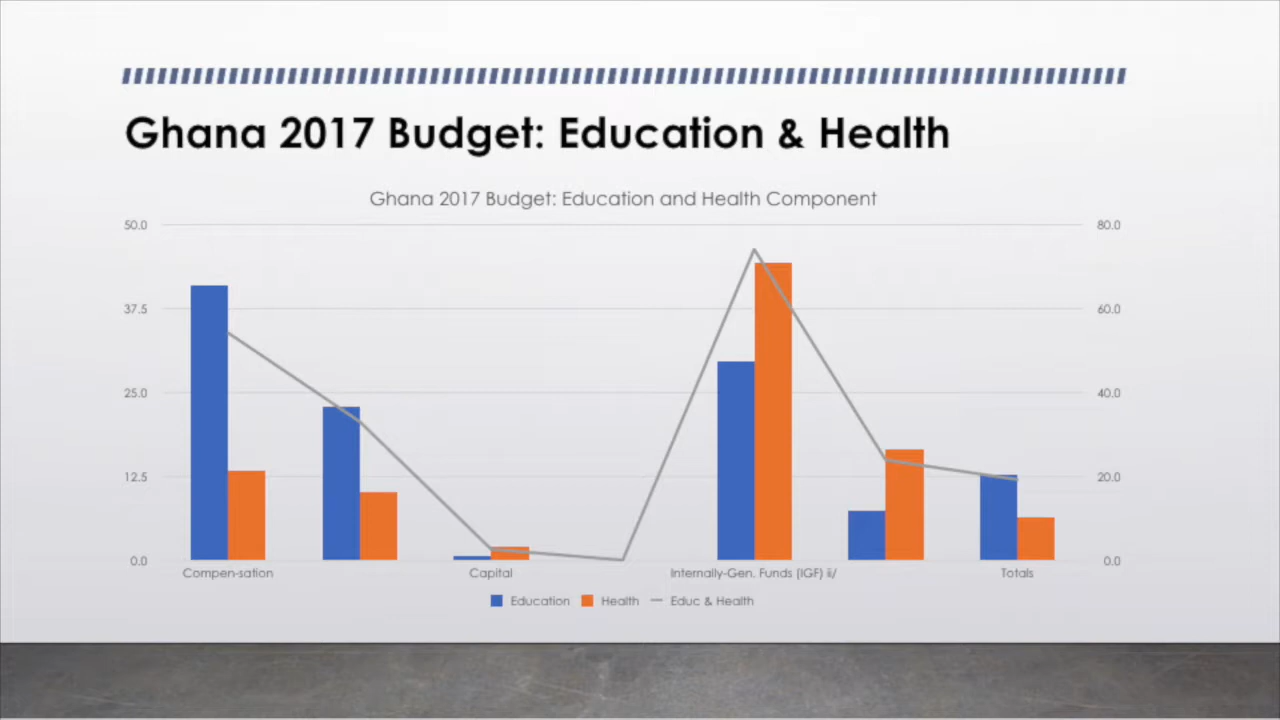 Ghana 2017 Budget: Education & Health
Ghana 2017 Budget: Education and Health Component
50.0 80.0
37.5 60.0
25.0 40.0
12.5 20.0
0.0 0.0
Compen-sation Capital Internally-Gen. Funds (IGF) ii/ Totals
Education Health Educ & Health